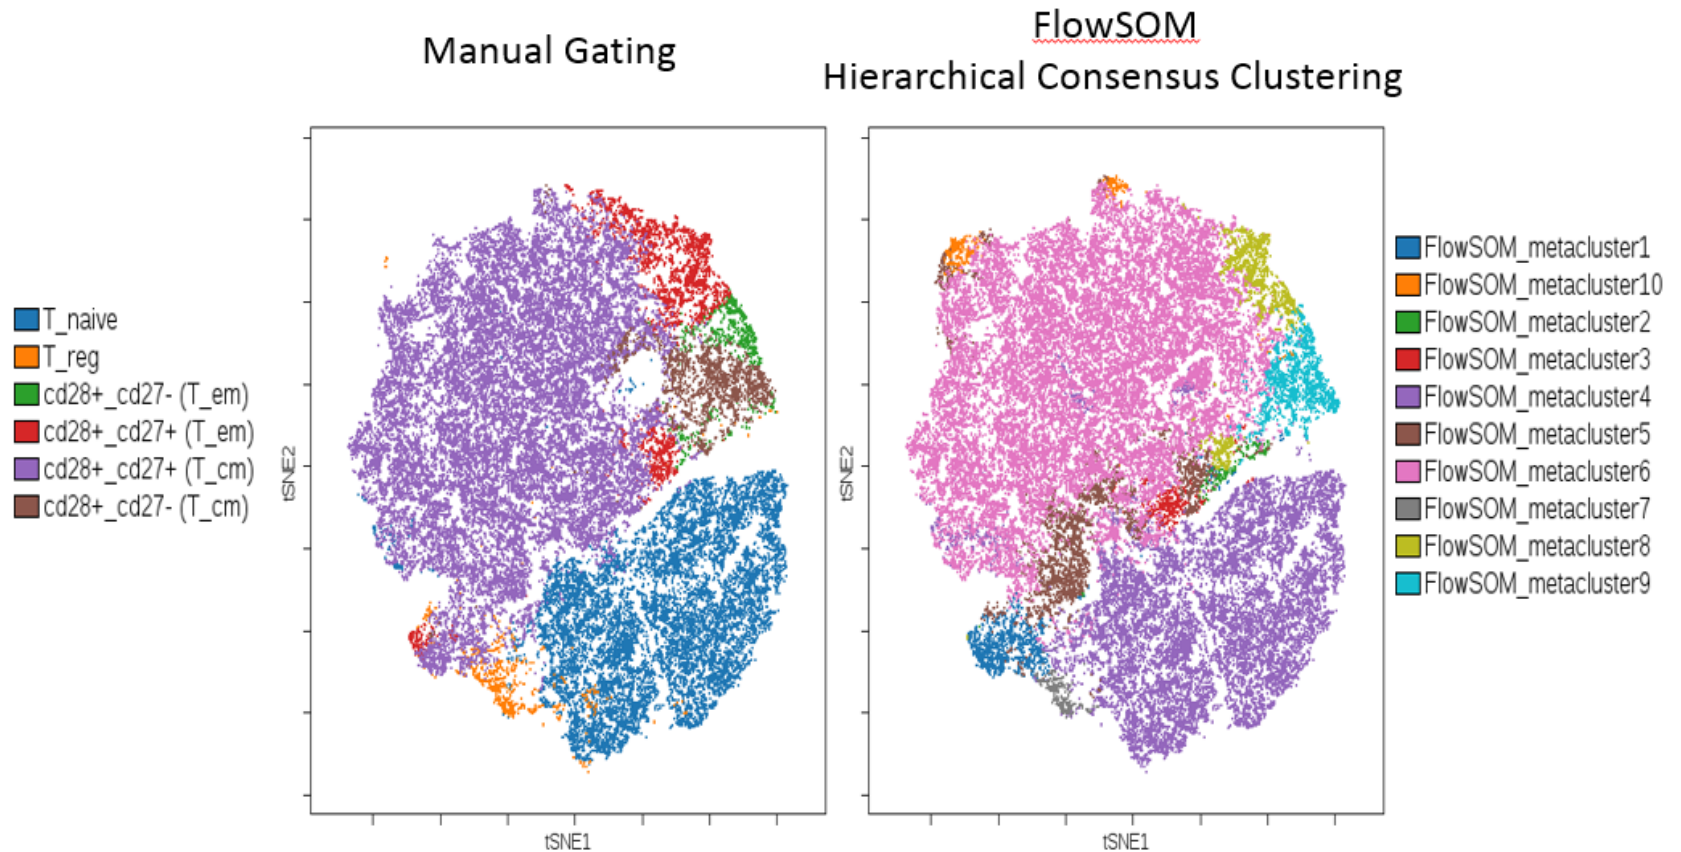 Manual Gating
FlowSOM
Hierarchical Consensus Clustering
T_naive
T_reg
cd28+_cd27- (T_em)
cd28+_cd27+ (T_em)
cd28+_cd27+ (T_cm)
cd28+_cd27- (T_cm)
tSNE2
tSNE1
tSNE2
tSNE1
FlowSOM_metacluster1
FlowSOM_metacluster10
FlowSOM_metacluster2
FlowSOM_metacluster3
FlowSOM_metacluster4
FlowSOM_metacluster5
FlowSOM_metacluster6
FlowSOM_metacluster7
FlowSOM_metacluster8
FlowSOM_metacluster9